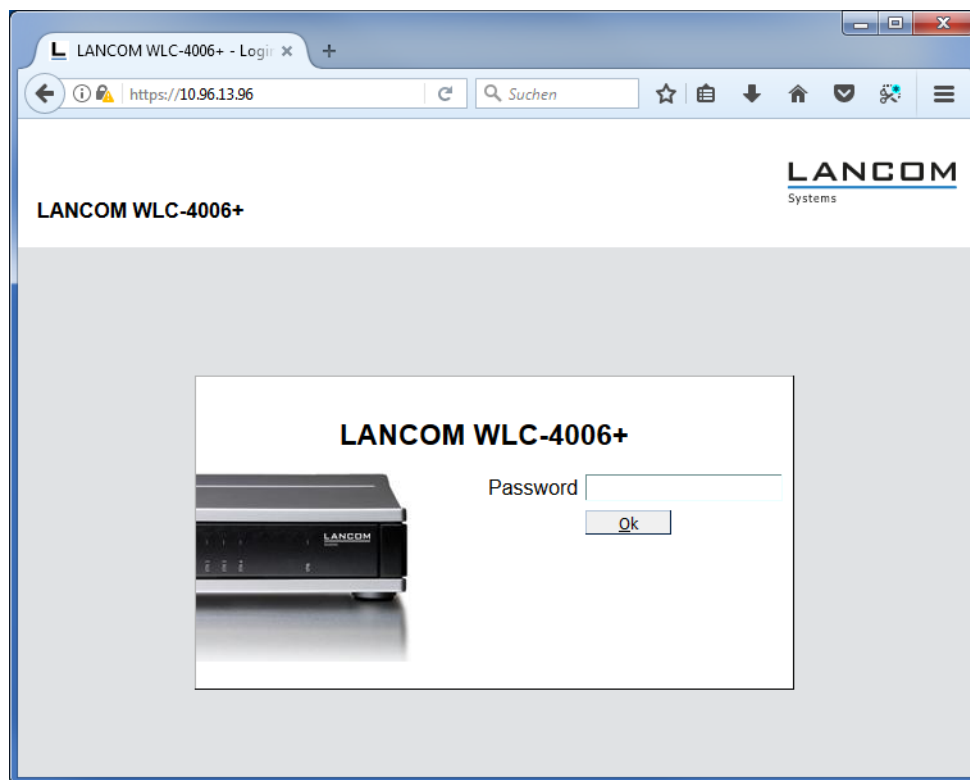 LANCOM WLC-4006+ - Login
https://10.96.13.96
Suchen
LANCOM
Systems
LANCOM WLC-4006+
LANCOM WLC-4006+
Password
LANCOM
Ok